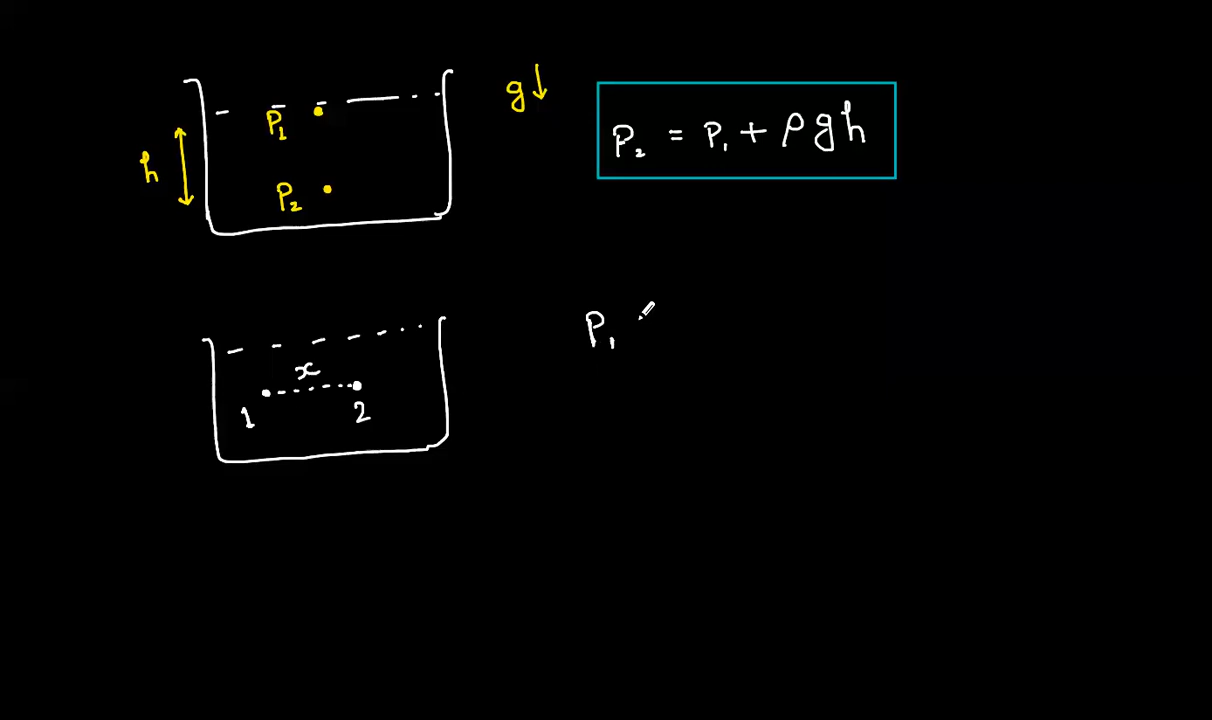 g↓
P₁
P₂ = P₁ + ρgh
h
P₂
x
P₁
1
2